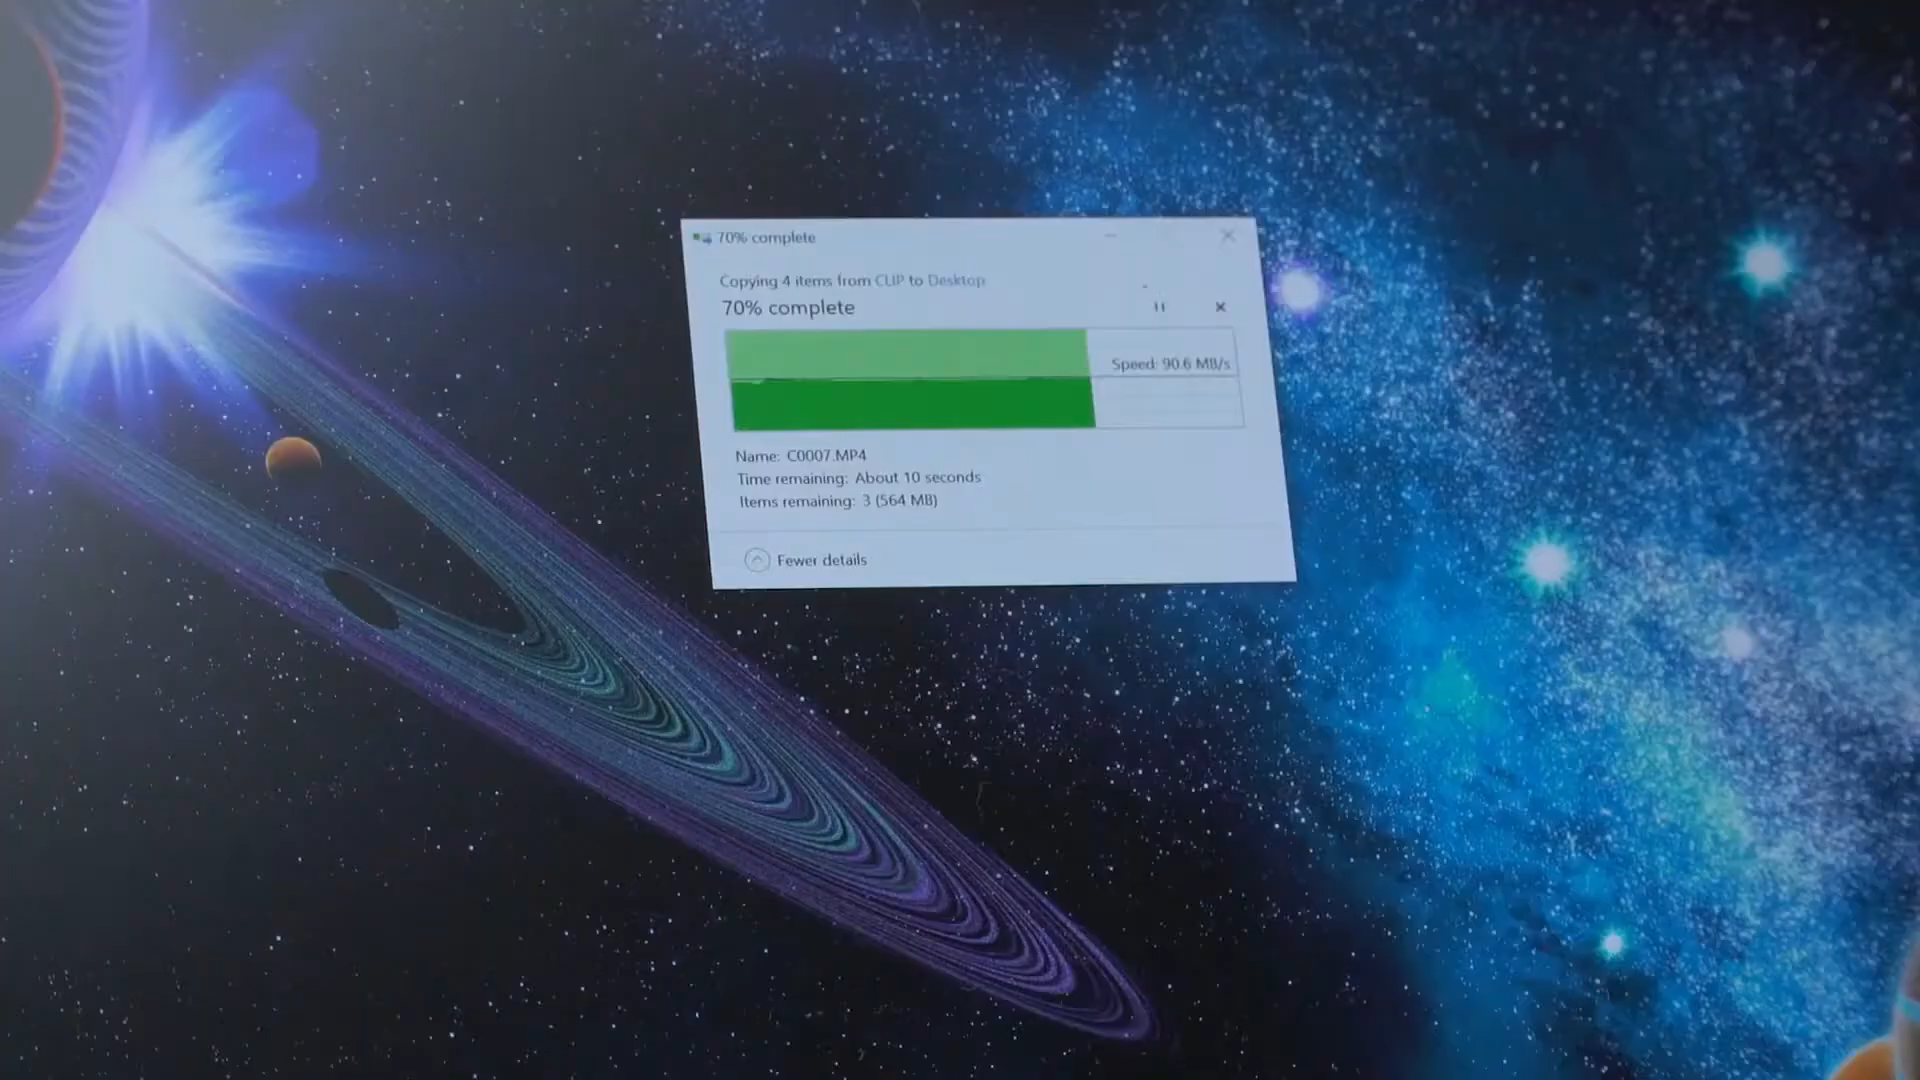 70% complete
Copying 4 items from CLIP to Desktop
70% complete
Speed: 90.6 MB/s
Name: C0007.MP4
Time remaining: About 10 seconds
Items remaining: 3 (564 MB)
Fewer details